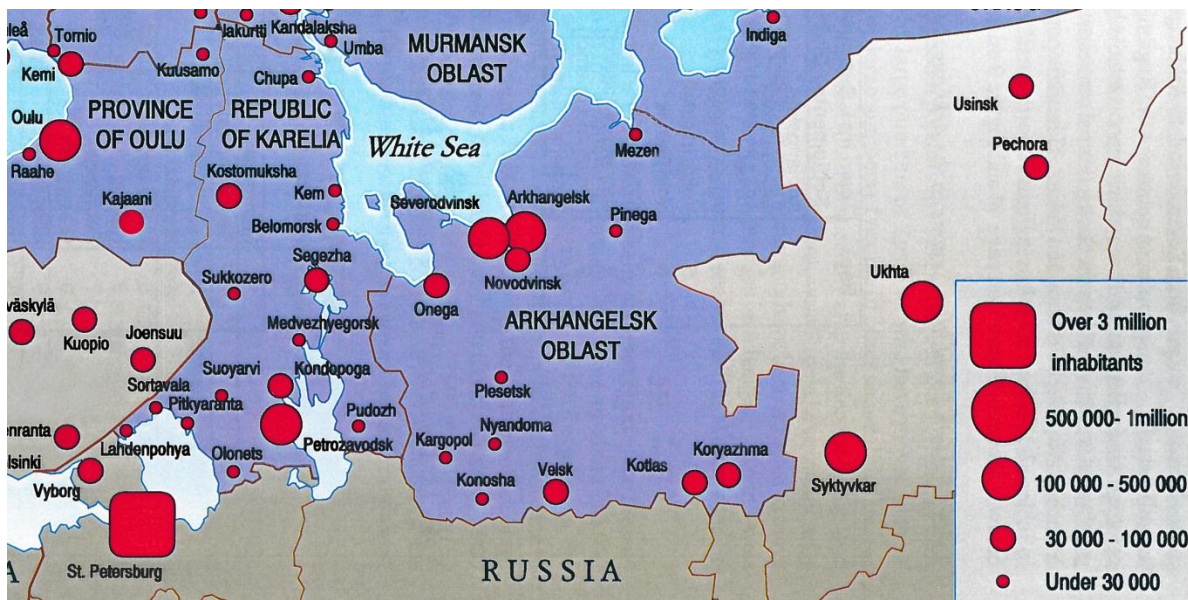 Tornio
Alakurtti
Kandalaksha
Umba
Indiga
Kemi
Kuusamo
Chupa
MURMANSK
OBLAST
Usinsk
PROVINCE
OF OULU
REPUBLIC
OF KARELIA
White Sea
Oulu
Raahe
Mezen
Pechora
Kajaani
Kostomuksha
Kem
Belomorsk
Severodvinsk
Arkhangelsk
Pinega
Novodvinsk
Segezha
Sukkozero
Onega
Ukhta
väskylä
Kuopio
Joensuu
Medvezhyegorsk
ARKHANGELSK
OBLAST
Sortavala
Suoyarvi
Kondopoga
Plesetsk
Pitkyaranta
Pudozh
Petrozavodsk
Nyandoma
Kargopol
enranta
Lahdenpohya
Olonets
Konosha
Velsk
Kotlas
Koryazhma
Syktyvkar
elsinki
Vyborg
St. Petersburg
RUSSIA
Over 3 million
inhabitants
500 000- 1million
100 000 - 500 000
30 000 - 100 000
Under 30 000